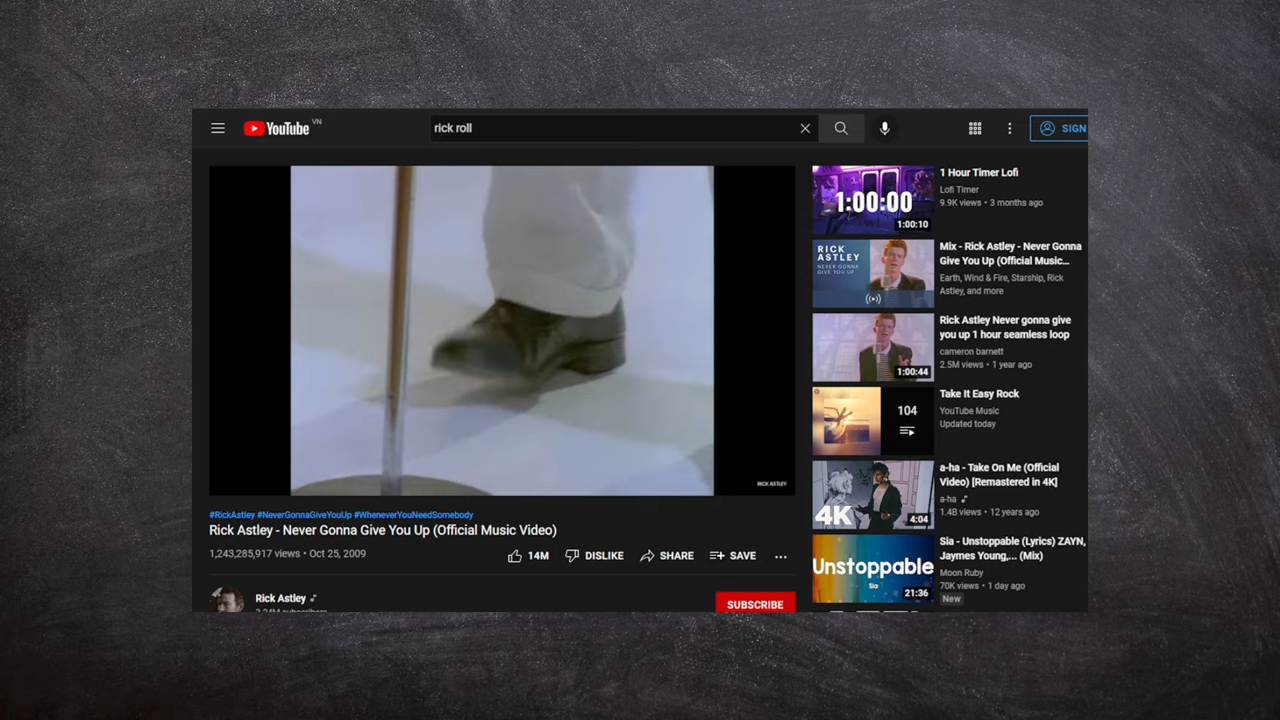 YouTube VN
rick roll
SIGN
RICK ASTLEY
#RickAstley #NeverGonnaGiveYouUp #WheneverYouNeedSomebody
Rick Astley - Never Gonna Give You Up (Official Music Video)
1,243,285,917 views • Oct 25, 2009
14M
DISLIKE
SHARE
SAVE
Rick Astley
SUBSCRIBE
1:00:00
1:00:10
1 Hour Timer Lofi
Lofi Timer
9.9K views • 3 months ago
RICK
ASTLEY
NEVER GONNA
GIVE YOU UP
Mix - Rick Astley - Never Gonna
Give You Up (Official Music...
Earth, Wind & Fire, Starship, Rick
Astley, and more
1:00:44
Rick Astley Never gonna give
you up 1 hour seamless loop
cameron barnett
2.5M views • 1 year ago
104
Take It Easy Rock
YouTube Music
Updated today
4K
4:04
a-ha - Take On Me (Official
Video) [Remastered in 4K]
a-ha
1.4B views • 12 years ago
Unstoppable
Sia
21:36
Sia - Unstoppable (Lyrics) ZAYN,
Jaymes Young,... (Mix)
Moon Ruby
70K views • 1 day ago
New